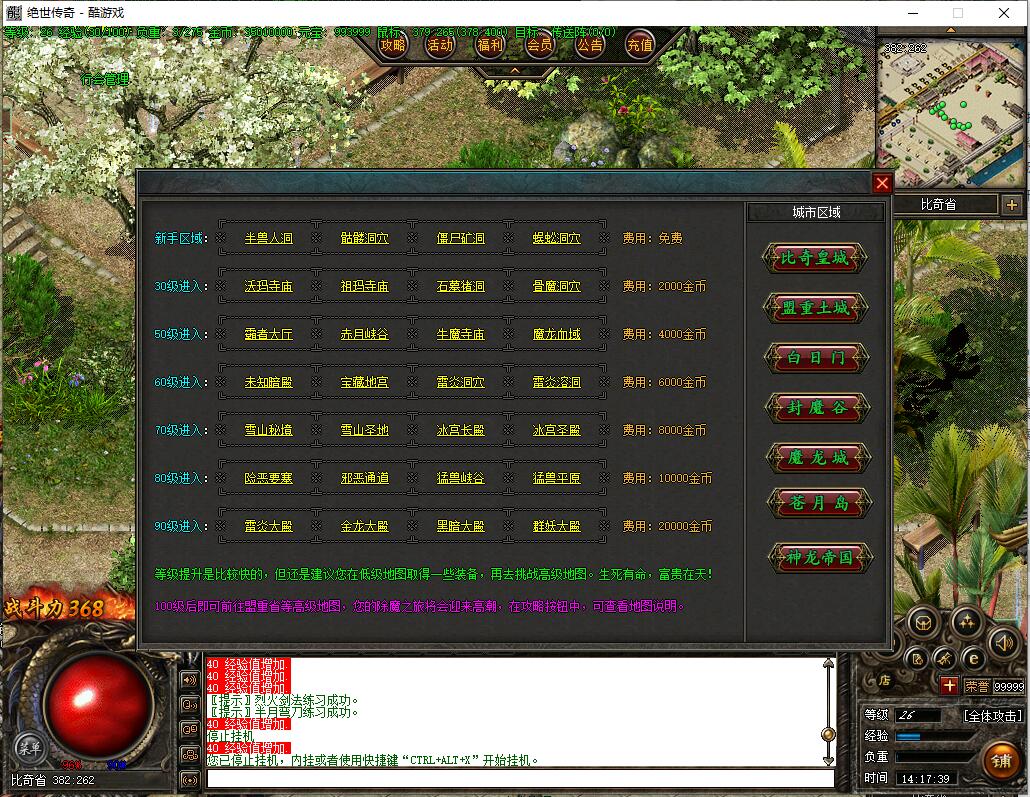 绝世传奇 - 酷游戏
攻略 活动 福利 会员 公告 充值
行会管理
382:262
比奇省
城市区域
新手区域: 半兽人洞 骷髅洞穴 僵尸矿洞 蜈蚣洞穴 费用: 免费
30级进入: 沃玛寺庙 祖玛寺庙 石墓猪洞 骨魔洞穴 费用: 2000金币
50级进入: 霸者大厅 赤月峡谷 牛魔寺庙 魔龙血域 费用: 4000金币
60级进入: 未知暗殿 宝藏地宫 雷炎洞穴 雷炎溶洞 费用: 6000金币
70级进入: 雪山秘境 雪山圣地 冰宫长殿 冰宫圣殿 费用: 8000金币
80级进入: 险恶要塞 邪恶通道 猛兽峡谷 猛兽平原 费用: 10000金币
90级进入: 雷炎大殿 金龙大殿 黑暗大殿 群妖大殿 费用: 20000金币
等级提升是比较快的，但还是建议您在低级地图取得一些装备，再去挑战高级地图。生死有命，富贵在天!
100级后即可前往盟重省等高级地图，您的除魔之旅将会迎来高潮，在攻略按钮中，可查看地图说明。
比奇皇城
盟重土城
白日门
封魔谷
魔龙城
苍月岛
神龙帝国
战斗力368
40 经验值增加.
40 经验值增加.
40 经验值增加.
〖提示〗烈火剑法练习成功。
〖提示〗半月弯刀练习成功。
40 经验值增加.
停止挂机
40 经验值增加.
您已停止挂机，内挂或者使用快捷键“CTRL+ALT+X”开始挂机。
菜单
比奇省 382:262
店
荣誉 99999
等级 26 [全体攻击]
经验
负重
时间 14:17:39
铺